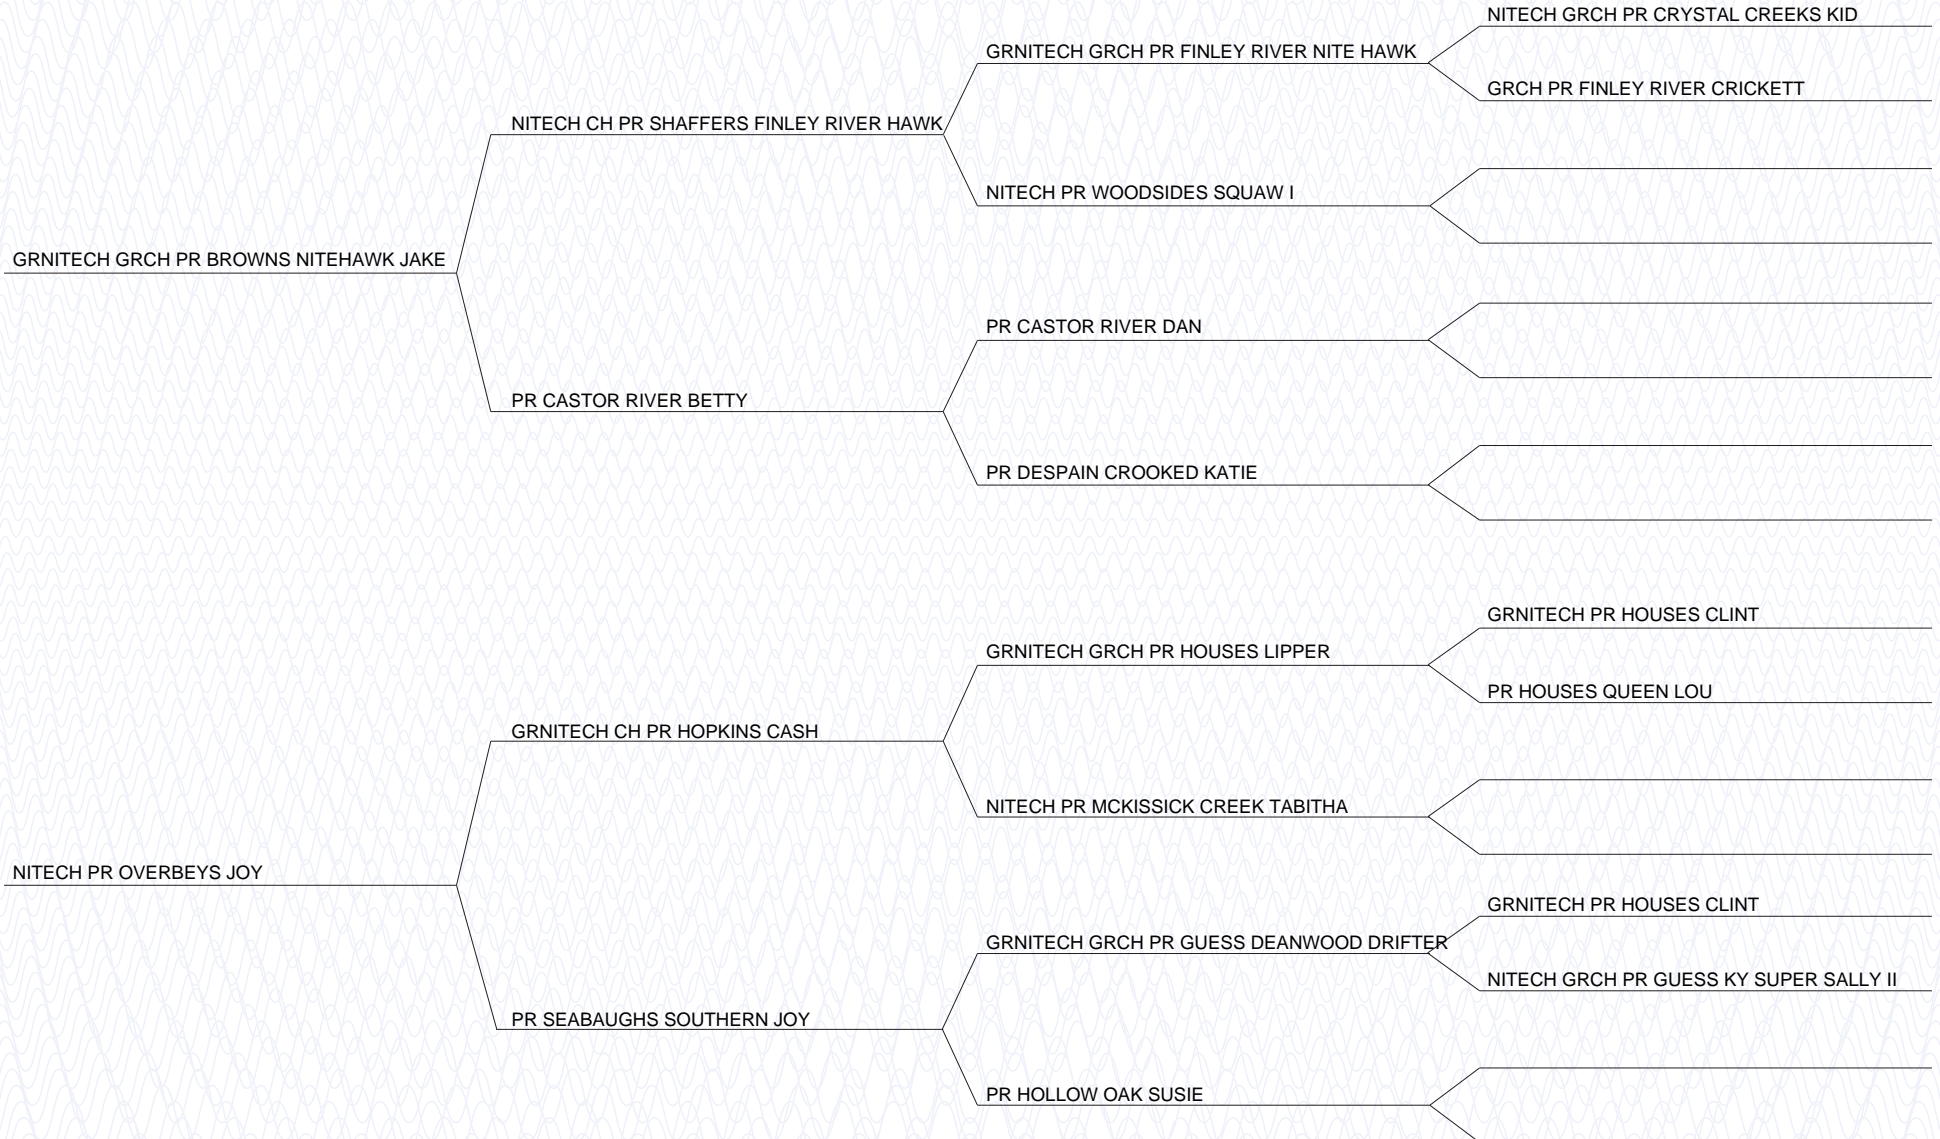 NITECH GRCH PR CRYSTAL CREEKS KID
GRNITECH GRCH PR FINLEY RIVER NITE HAWK
GRCH PR FINLEY RIVER CRICKETT
NITECH CH PR SHAFFERS FINLEY RIVER HAWK
NITECH PR WOODSIDES SQUAW I
GRNITECH GRCH PR BROWNS NITEHAWK JAKE
PR CASTOR RIVER DAN
PR CASTOR RIVER BETTY
PR DESPAIN CROOKED KATIE
GRNITECH PR HOUSES CLINT
GRNITECH GRCH PR HOUSES LIPPER
PR HOUSES QUEEN LOU
GRNITECH CH PR HOPKINS CASH
NITECH PR MCKISSICK CREEK TABITHA
NITECH PR OVERBEYS JOY
GRNITECH PR HOUSES CLINT
GRNITECH GRCH PR GUESS DEANWOOD DRIFTER
NITECH GRCH PR GUESS KY SUPER SALLY II
PR SEABAUGHS SOUTHERN JOY
PR HOLLOW OAK SUSIE